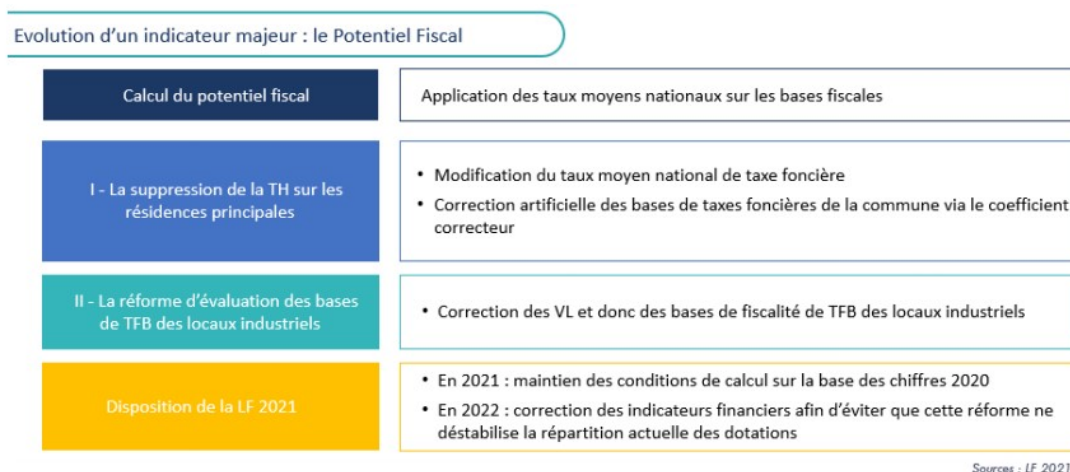 Evolution d'un indicateur majeur : le Potentiel Fiscal
Calcul du potentiel fiscal
Application des taux moyens nationaux sur les bases fiscales
I - La suppression de la TH sur les
résidences principales
• Modification du taux moyen national de taxe foncière
• Correction artificielle des bases de taxes foncières de la commune via le coefficient
correcteur
II - La réforme d'évaluation des bases
de TFB des locaux industriels
• Correction des VL et donc des bases de fiscalité de TFB des locaux industriels
Disposition de la LF 2021
• En 2021 : maintien des conditions de calcul sur la base des chiffres 2020
• En 2022 : correction des indicateurs financiers afin d'éviter que cette réforme ne
déstabilise la répartition actuelle des dotations
Sources : LF 2021